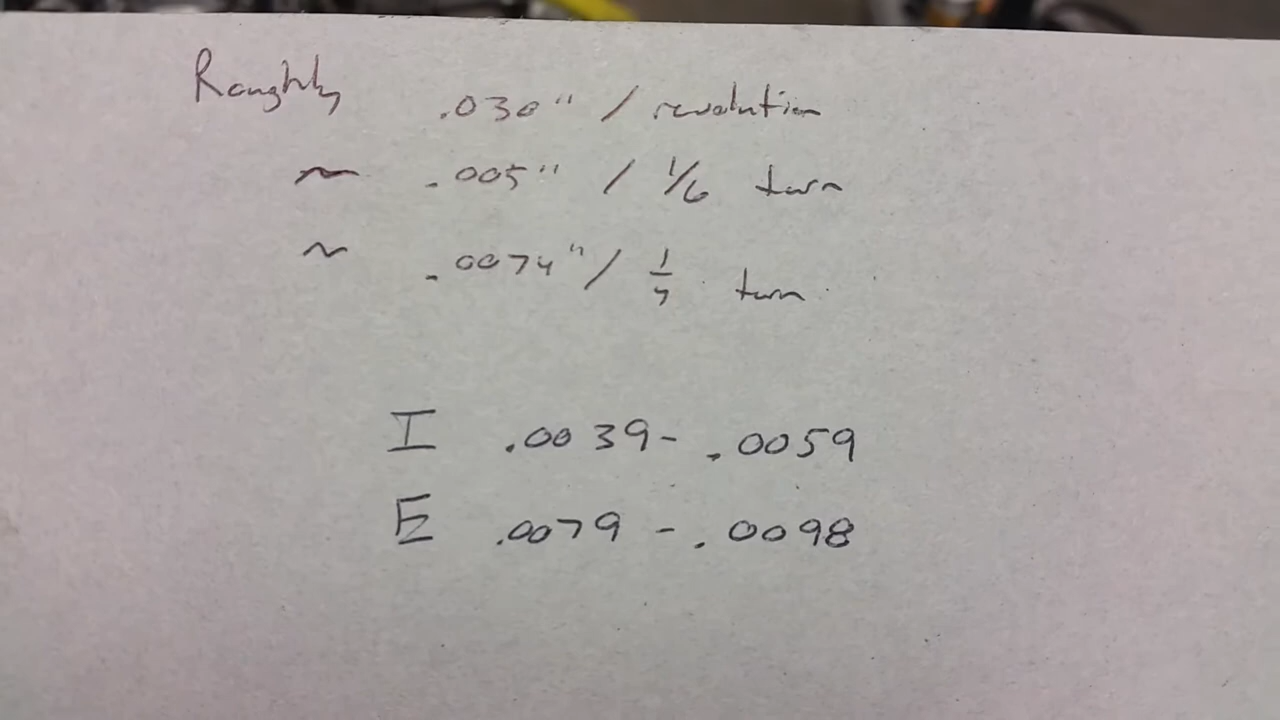 Roughly .030" / revolution
~ .005" / 1/6 turn
~ .0074" / 1/4 turn
I .0039 - .0059
E .0079 - .0098